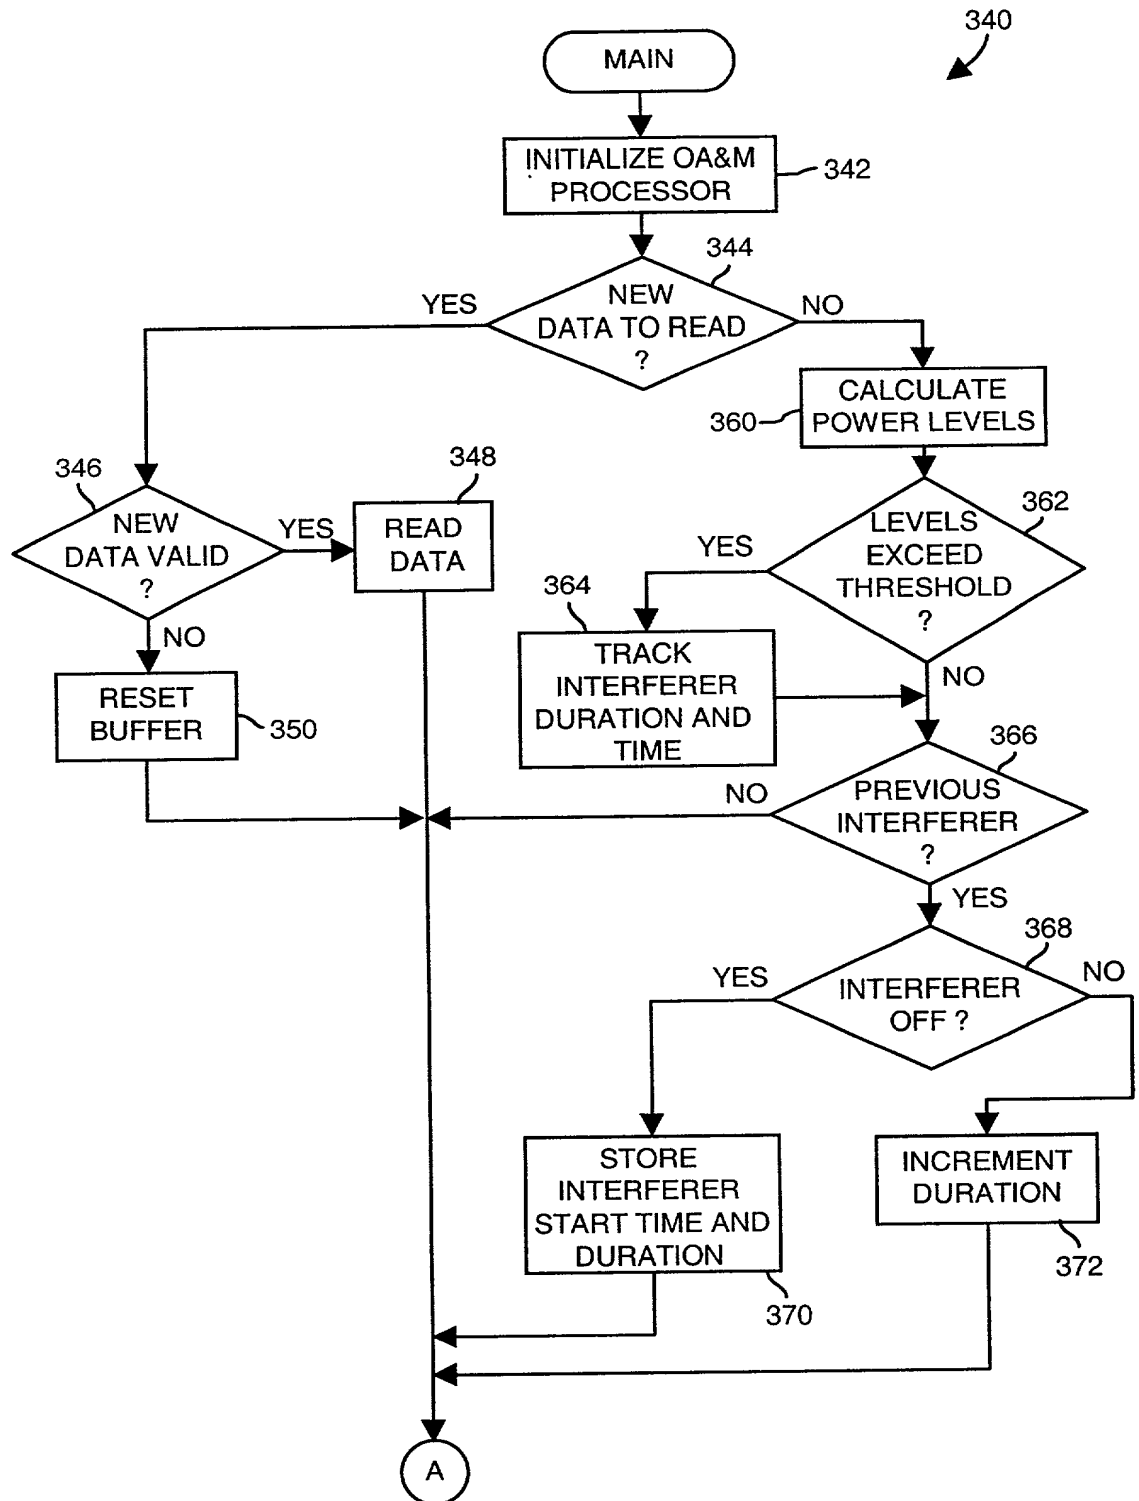 340
MAIN
INITIALIZE OA&M
PROCESSOR
342
344
NEW
DATA TO READ
?
YES
NO
CALCULATE
POWER LEVELS
360
346
NEW
DATA VALID
?
YES
348
READ
DATA
NO
RESET
BUFFER
350
362
LEVELS
EXCEED
THRESHOLD
?
YES
364
TRACK
INTERFERER
DURATION AND
TIME
NO
366
PREVIOUS
INTERFERER
?
NO
YES
368
INTERFERER
OFF ?
YES
NO
STORE
INTERFERER
START TIME AND
DURATION
370
INCREMENT
DURATION
372
A